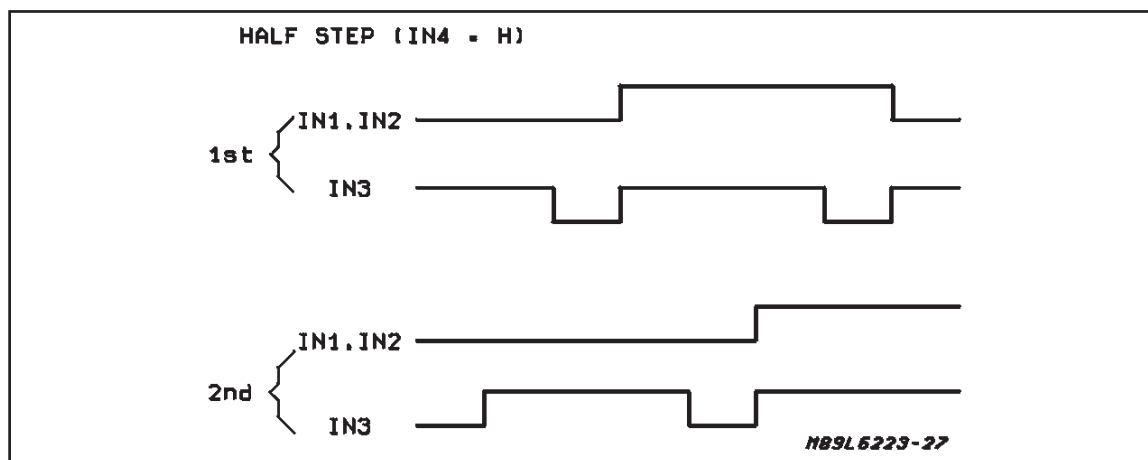 HALF STEP (IN4 = H)
IN1,IN2
1st
IN3
IN1,IN2
2nd
IN3
M89L6223-27